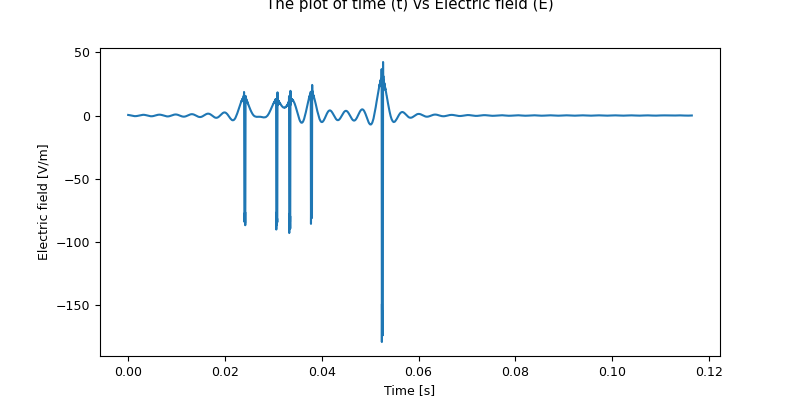 The plot of time (t) vs Electric field (E)
50
0
−50
−100
−150
Electric field [V/m]
0.00 0.02 0.04 0.06 0.08 0.10 0.12
Time [s]